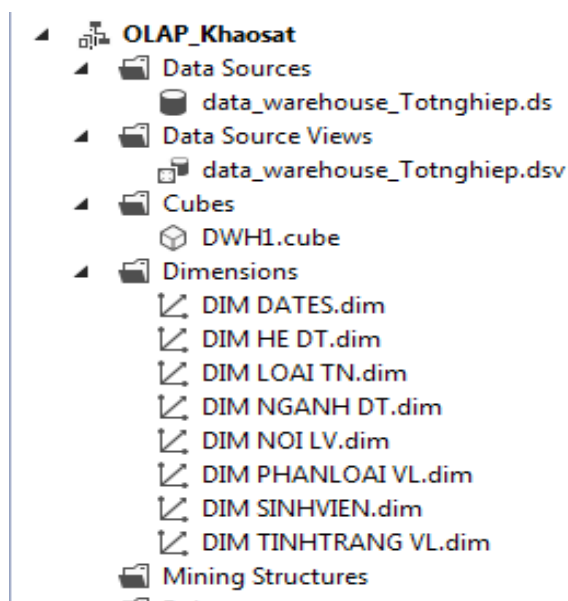 OLAP_Khaosat
Data Sources
data_warehouse_Totnghiep.ds
Data Source Views
data_warehouse_Totnghiep.dsv
Cubes
DWH1.cube
Dimensions
DIM DATES.dim
DIM HE DT.dim
DIM LOAI TN.dim
DIM NGANH DT.dim
DIM NOI LV.dim
DIM PHANLOAI VL.dim
DIM SINHVIEN.dim
DIM TINHTRANG VL.dim
Mining Structures